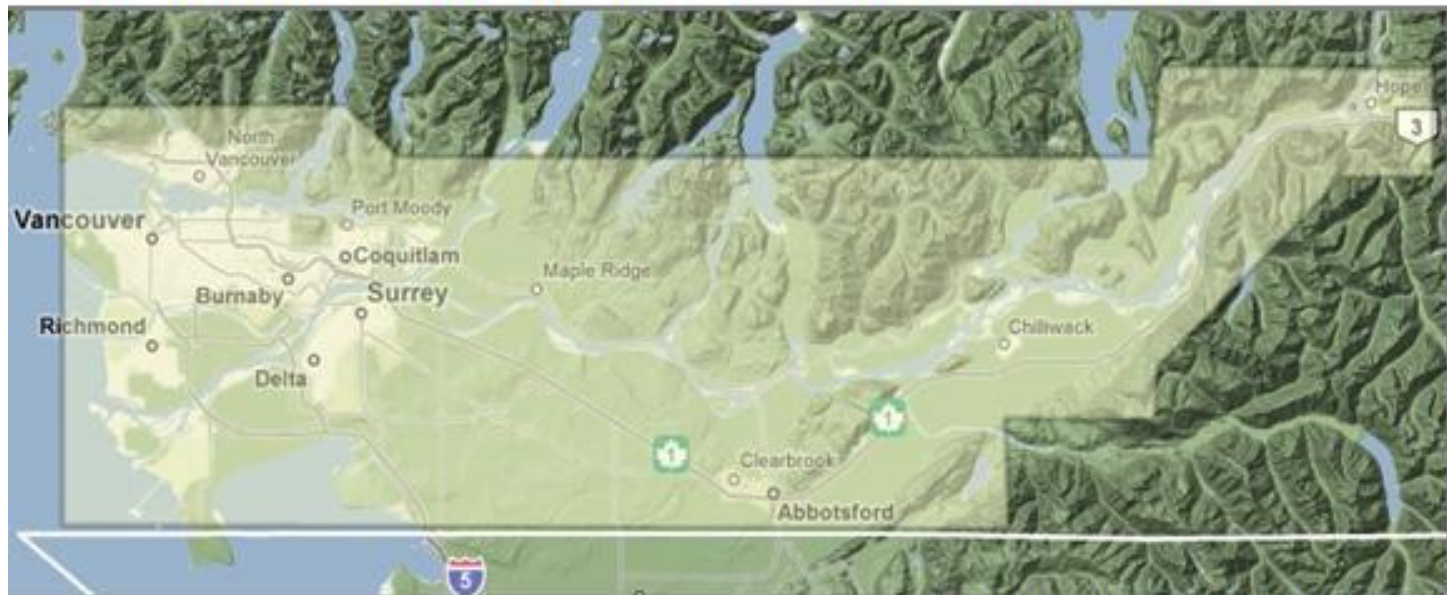 Hope
3
North
Vancouver
Vancouver
Port Moody
Coquitlam
Burnaby
Surrey
Maple Ridge
Richmond
Chilliwack
Delta
1
1
Clearbrook
Abbotsford
5